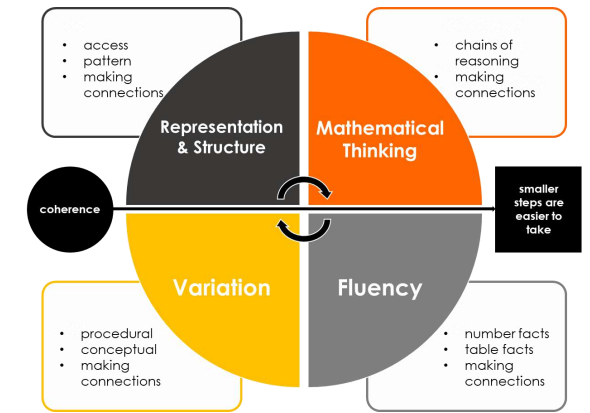 • access
• pattern
• making
connections
• chains of
reasoning
• making
connections
Representation
& Structure
Mathematical
Thinking
coherence
smaller
steps are
easier to
take
Variation
Fluency
• procedural
• conceptual
• making
connections
• number facts
• table facts
• making
connections